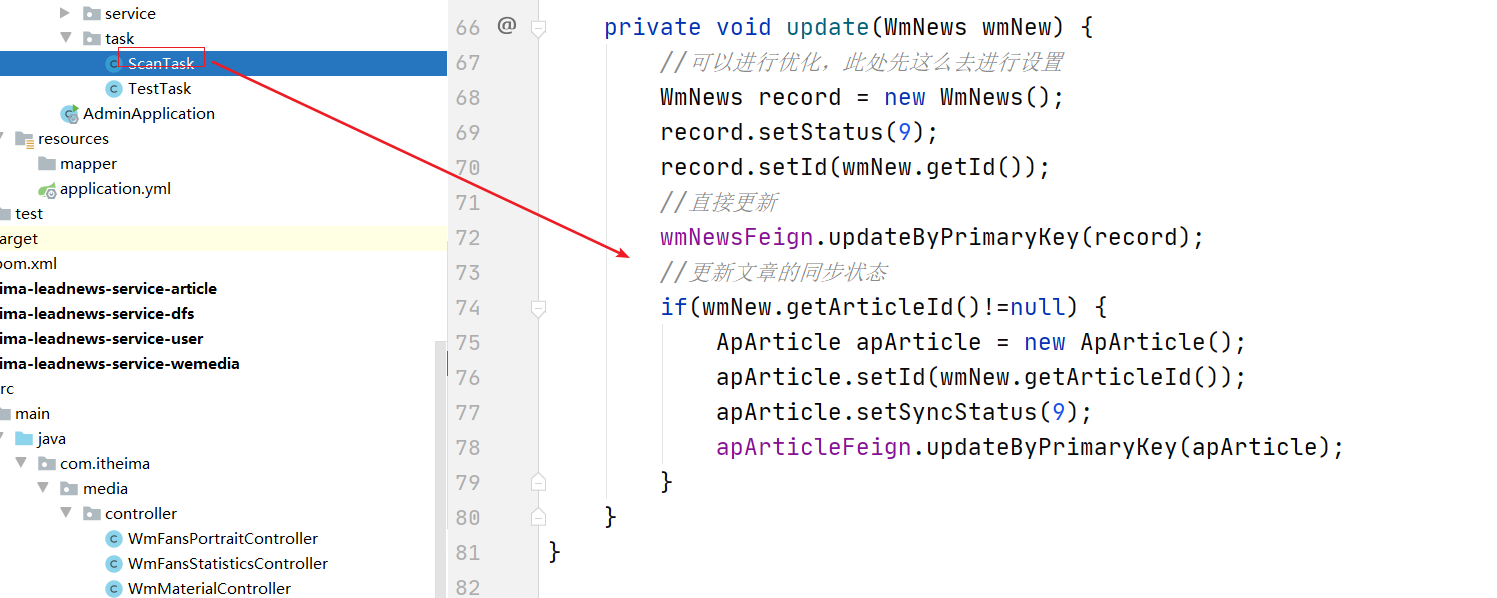 service
task
ScanTask
TestTask
AdminApplication
resources
mapper
application.yml
test
arget
pom.xml
ima-leadnews-service-article
ima-leadnews-service-dfs
ima-leadnews-service-user
ima-leadnews-service-wemedia
rc
main
java
com.itheima
media
controller
WmFansPortraitController
WmFansStatisticsController
WmMaterialController
66 @ private void update(WmNews wmNew) {
67 //可以进行优化，此处先这么去进行设置
68 WmNews record = new WmNews();
69 record.setStatus(9);
70 record.setId(wmNew.getId());
71 //直接更新
72 wmNewsFeign.updateByPrimaryKey(record);
73 //更新文章的同步状态
74 if(wmNew.getArticleId()!=null) {
75 ApArticle apArticle = new ApArticle();
76 apArticle.setId(wmNew.getArticleId());
77 apArticle.setSyncStatus(9);
78 apArticleFeign.updateByPrimaryKey(apArticle);
79 }
80 }
81 }
82